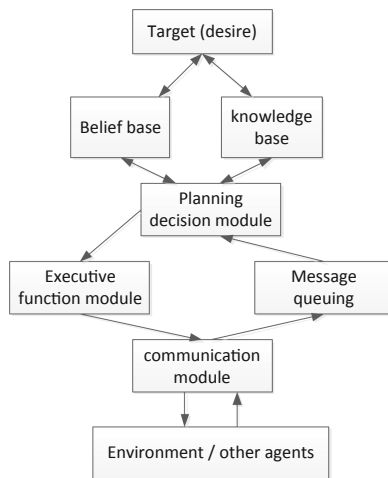 Target (desire)
Belief base
knowledge
base
Planning
decision module
Executive
function module
Message
queuing
communication
module
Environment / other agents